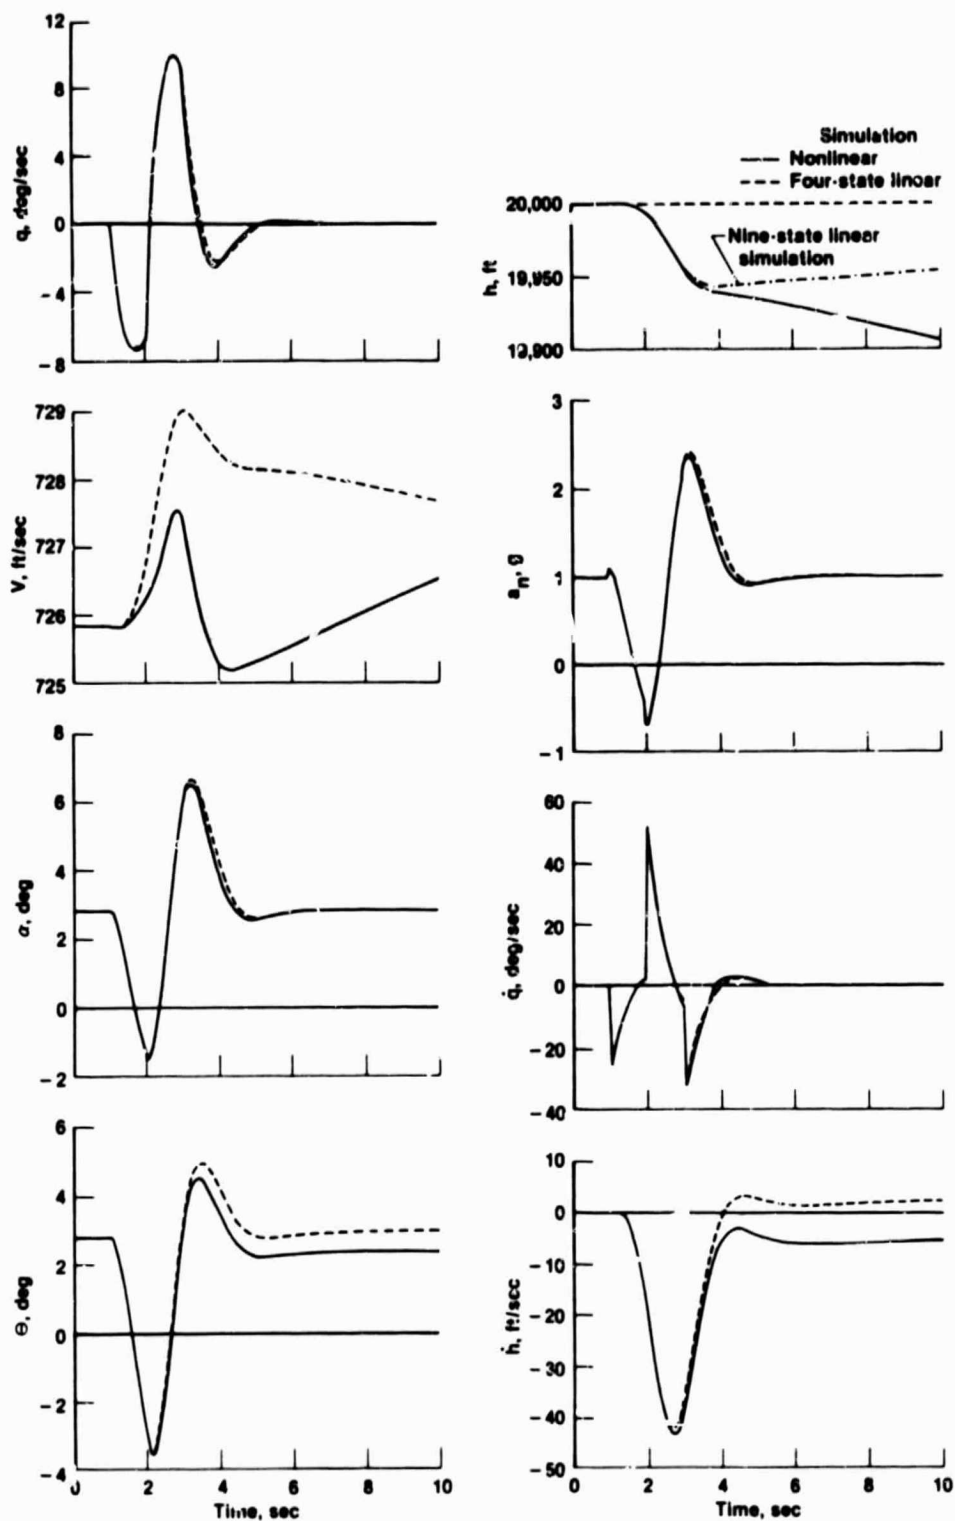 12
8
4
0
-4
-8
q, deg/sec
Simulation
Nonlinear
Four-state linear
20,000
19,950
19,900
h, ft
Nine-state linear
simulation
729
728
727
726
725
V, ft/sec
3
2
1
0
-1
a_n, g
8
6
4
2
0
-2
α, deg
60
40
20
0
-20
-40
q̇, deg/sec
6
4
2
0
-2
-4
Θ, deg
0 2 4 6 8 10
Time, sec
10
0
-10
-20
-30
-40
-50
ḣ, ft/sec
0 2 4 6 8 10
Time, sec